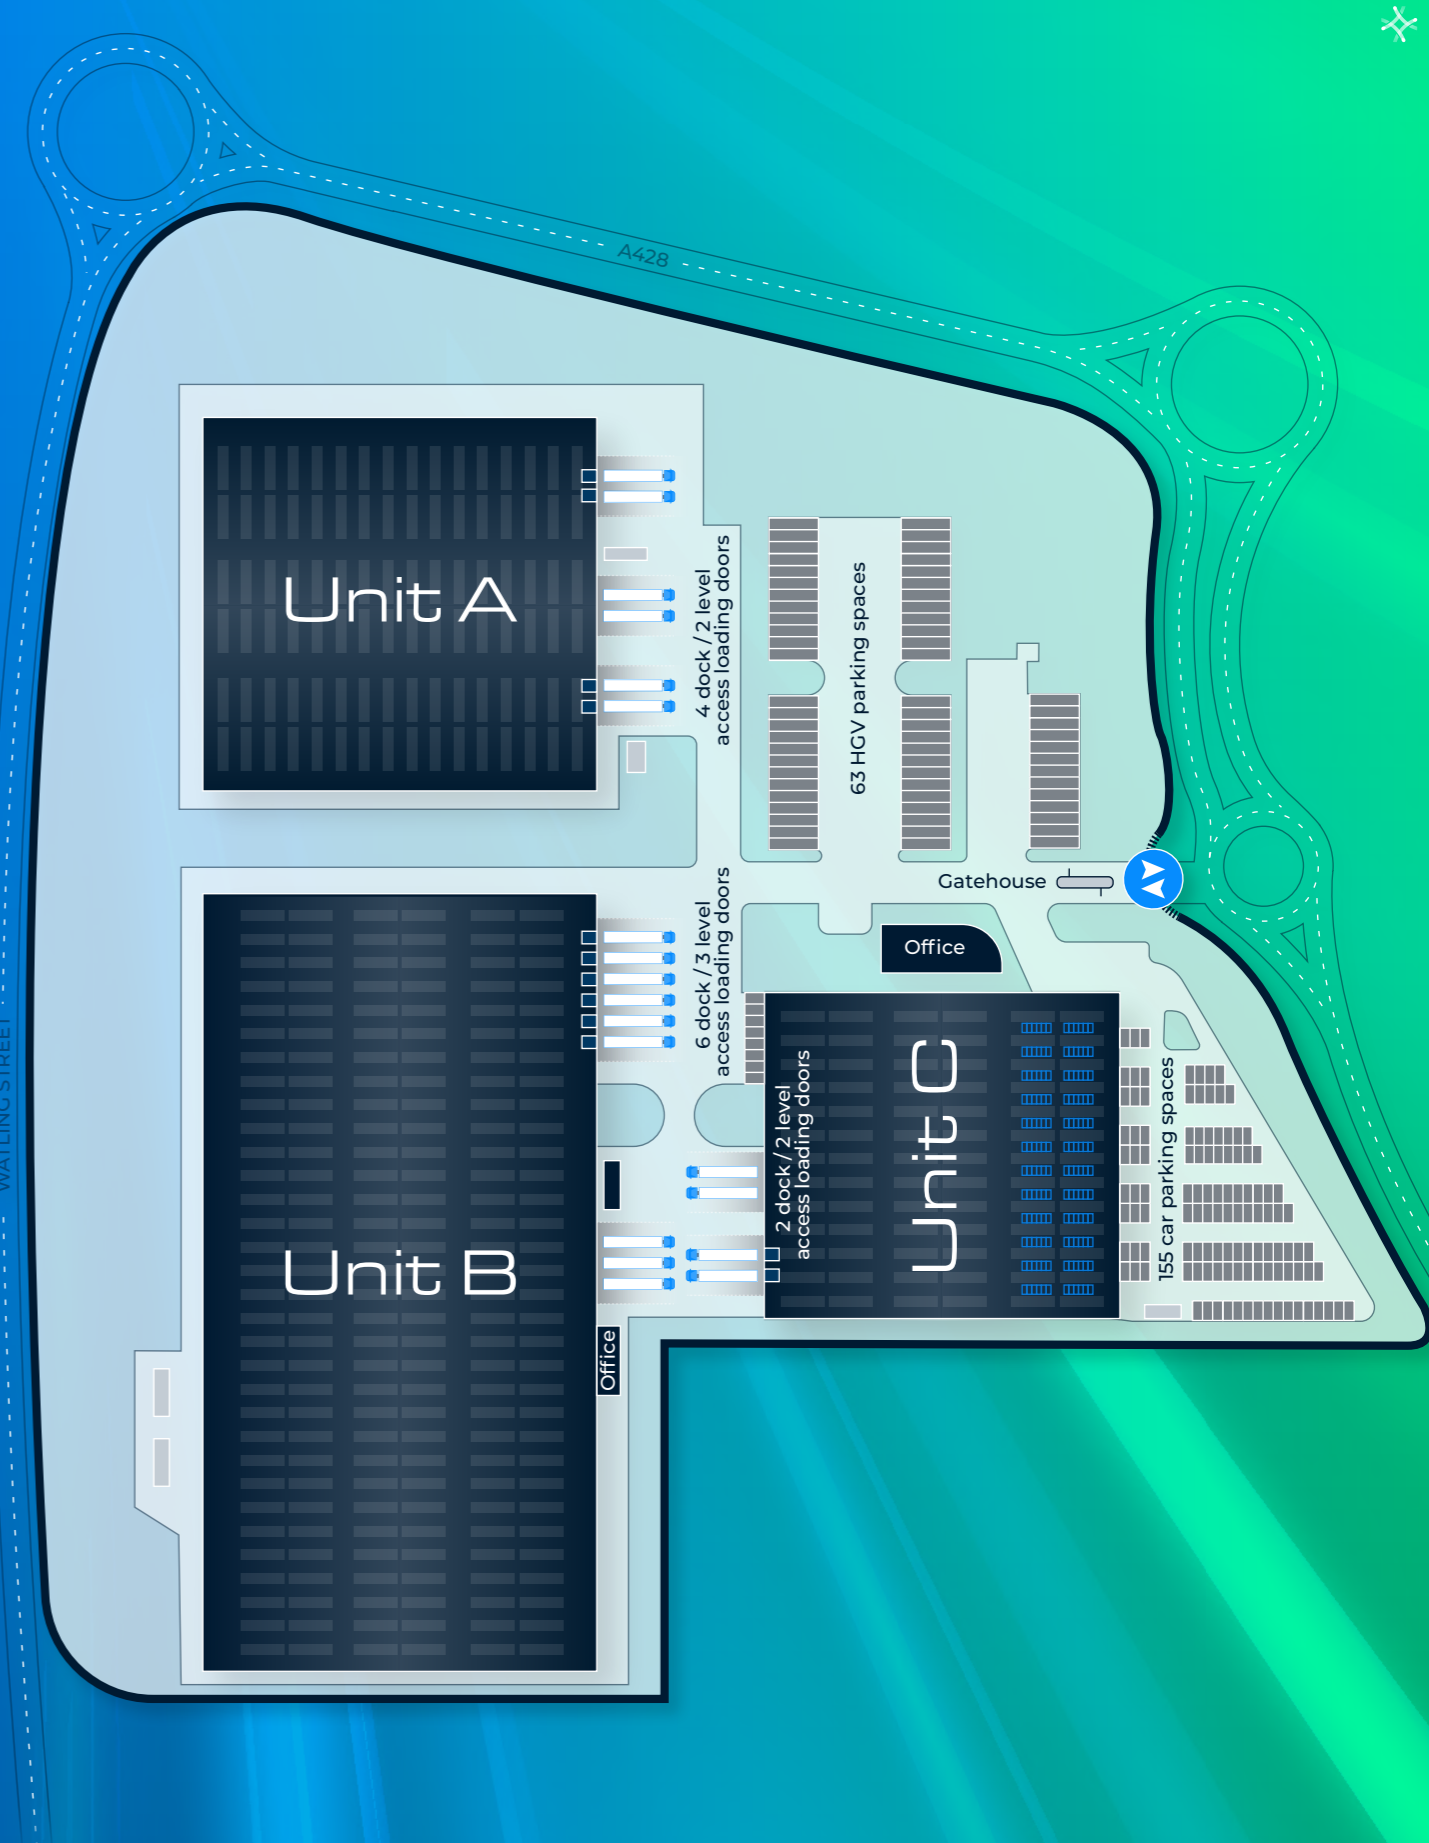 A428
Unit A
4 dock / 2 level
access loading doors
63 HGV parking spaces
Gatehouse
6 dock / 3 level
access loading doors
Office
WATLING STREET
Unit B
Office
2 dock / 2 level
access loading doors
Unit C
155 car parking spaces